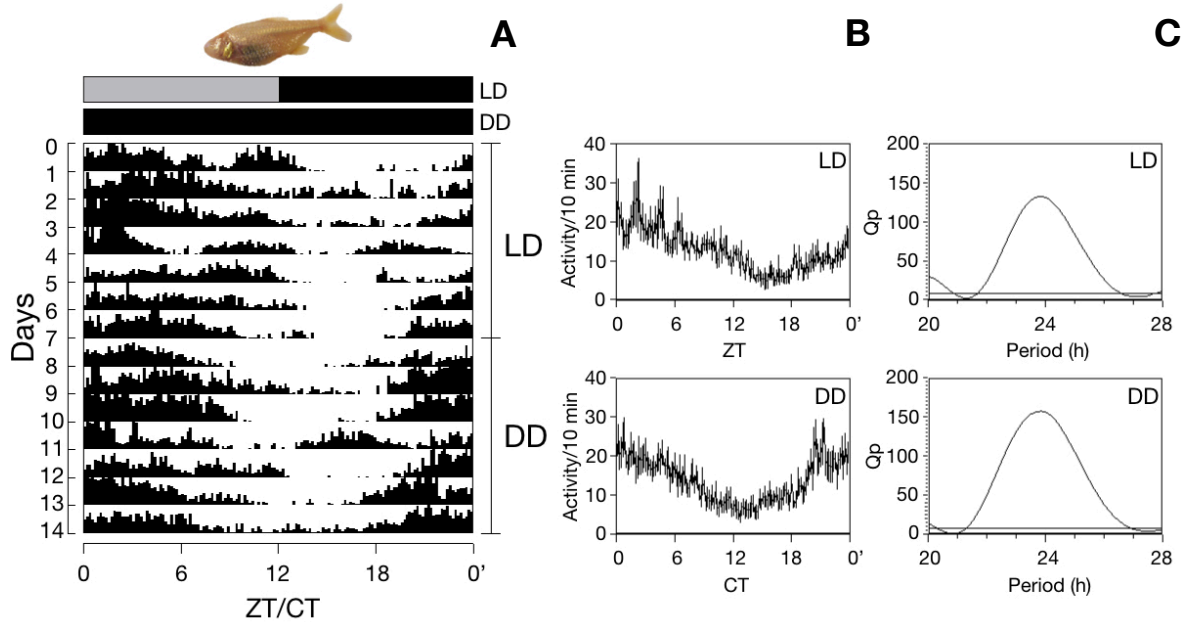 A
B
C
LD
DD
Days
0
1
2
3
4
5
6
7
8
9
10
11
12
13
14
LD
DD
0 6 12 18 0'
ZT/CT
Activity/10 min
40
30
20
10
0
LD
0 6 12 18 0'
ZT
Qp
200
150
100
50
0
LD
20 24 28
Period (h)
Activity/10 min
40
30
20
10
0
DD
0 6 12 18 0'
CT
Qp
200
150
100
50
0
DD
20 24 28
Period (h)